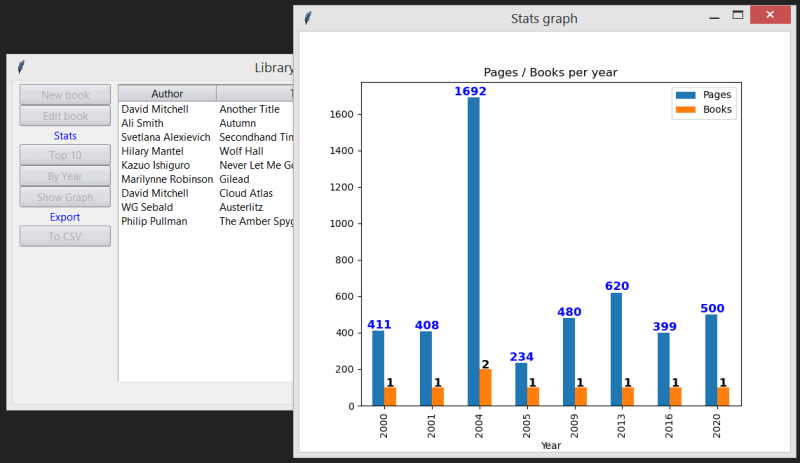 Library
New book
Edit book
Stats
Top 10
By Year
Show Graph
Export
To CSV
Author
David Mitchell Another Title
Ali Smith Autumn
Svetlana Alexievich Secondhand
Hilary Mantel Wolf Hall
Kazuo Ishiguro Never Let Me
Marilynne Robinson Gilead
David Mitchell Cloud Atlas
WG Sebald Austerlitz
Philip Pullman The Amber
Stats graph
Pages / Books per year
Pages
Books
1600
1400
1200
1000
800
600
400
200
0
411 408 1692 234 480 620 399 500
1 1 2 1 1 1 1 1
2000 2001 2004 2005 2009 2013 2016 2020
Year